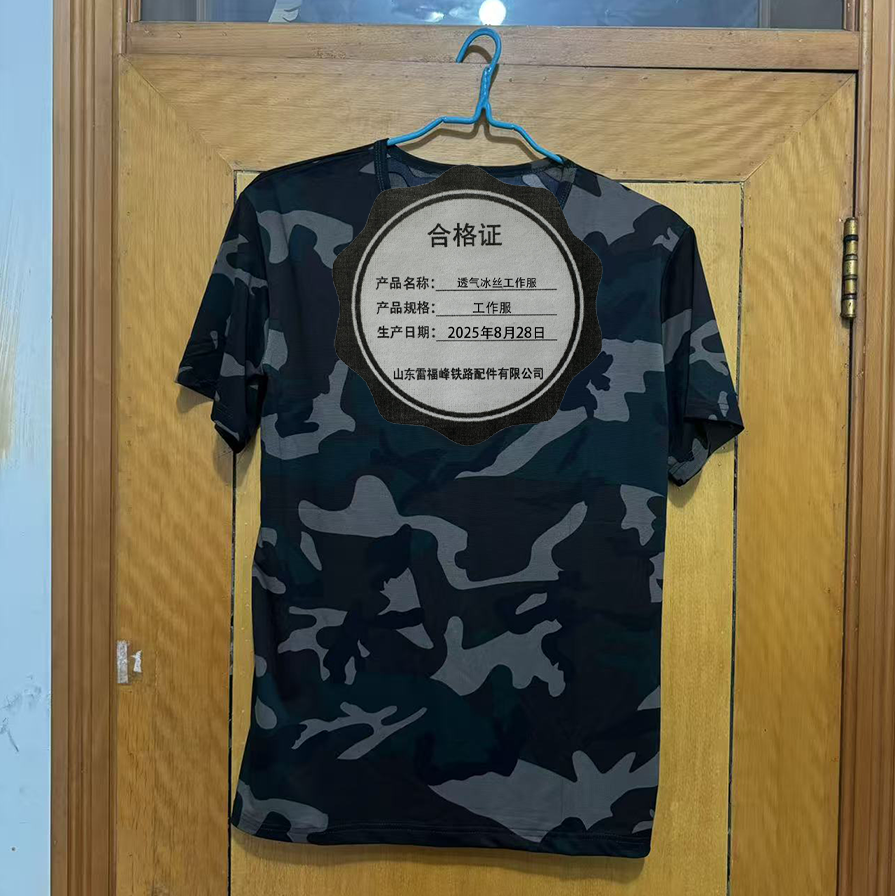 合格证
产品名称：透气冰丝工作服
产品规格：工作服
生产日期：2025年8月28日
山东雷福峰铁路配件有限公司